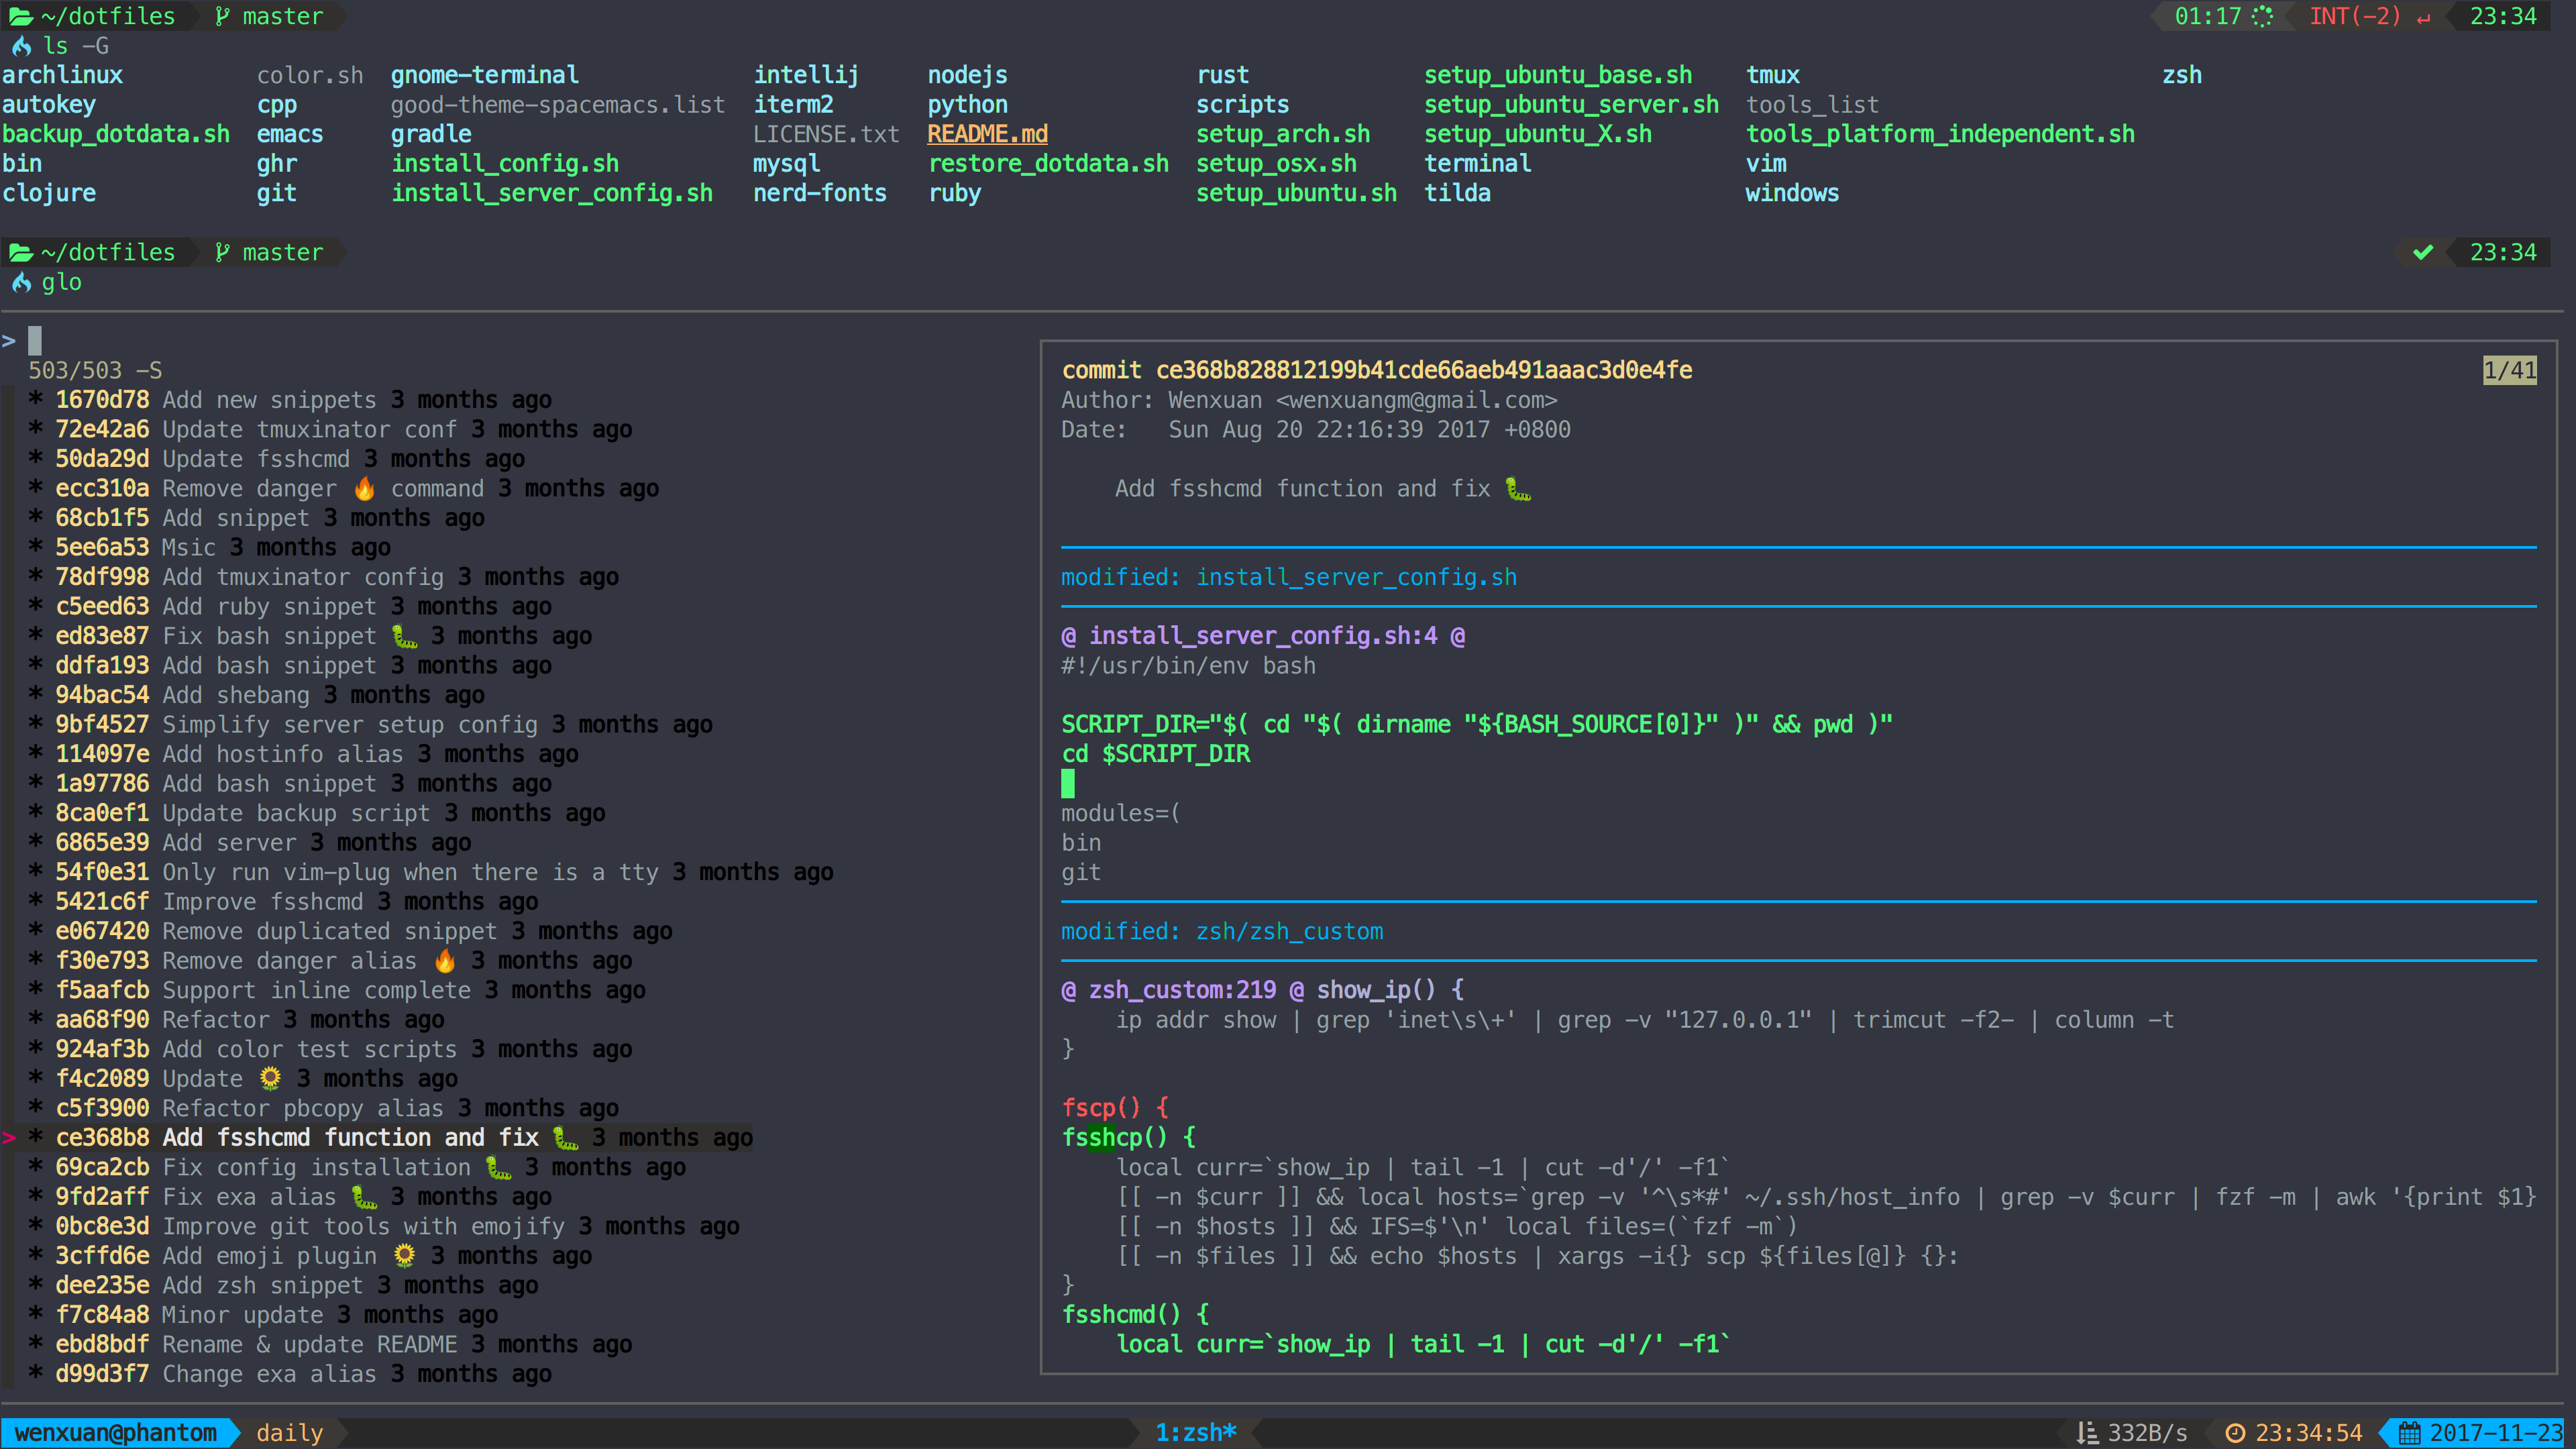 ~/dotfiles master 01:17 INT(-2) ↵ 23:34
ls -G
archlinux color.sh gnome-terminal intellij nodejs rust setup_ubuntu_base.sh tmux zsh
autokey cpp good-theme-spacemacs.list iterm2 python scripts setup_ubuntu_server.sh tools_list
backup_dotdata.sh emacs gradle LICENSE.txt README.md setup_arch.sh setup_ubuntu_X.sh tools_platform_independent.sh
bin ghr install_config.sh mysql restore_dotdata.sh setup_osx.sh terminal vim
clojure git install_server_config.sh nerd-fonts ruby setup_ubuntu.sh tilda windows
~/dotfiles master ✔ 23:34
glo
>
503/503 -S
* 1670d78 Add new snippets 3 months ago
* 72e42a6 Update tmuxinator conf 3 months ago
* 50da29d Update fsshcmd 3 months ago
* ecc310a Remove danger 🔥 command 3 months ago
* 68cb1f5 Add snippet 3 months ago
* 5ee6a53 Msic 3 months ago
* 78df998 Add tmuxinator config 3 months ago
* c5eed63 Add ruby snippet 3 months ago
* ed83e87 Fix bash snippet 🐛 3 months ago
* ddfa193 Add bash snippet 3 months ago
* 94bac54 Add shebang 3 months ago
* 9bf4527 Simplify server setup config 3 months ago
* 114097e Add hostinfo alias 3 months ago
* 1a97786 Add bash snippet 3 months ago
* 8ca0ef1 Update backup script 3 months ago
* 6865e39 Add server 3 months ago
* 54f0e31 Only run vim-plug when there is a tty 3 months ago
* 5421c6f Improve fsshcmd 3 months ago
* e067420 Remove duplicated snippet 3 months ago
* f30e793 Remove danger alias 🔥 3 months ago
* f5aafcb Support inline complete 3 months ago
* aa68f90 Refactor 3 months ago
* 924af3b Add color test scripts 3 months ago
* f4c2089 Update 🌻 3 months ago
* c5f3900 Refactor pbcopy alias 3 months ago
> * ce368b8 Add fsshcmd function and fix 🐛 3 months ago
* 69ca2cb Fix config installation 🐛 3 months ago
* 9fd2aff Fix exa alias 🐛 3 months ago
* 0bc8e3d Improve git tools with emojify 3 months ago
* 3cffd6e Add emoji plugin 🌻 3 months ago
* dee235e Add zsh snippet 3 months ago
* f7c84a8 Minor update 3 months ago
* ebd8bdf Rename & update README 3 months ago
* d99d3f7 Change exa alias 3 months ago
commit ce368b828812199b41cde66aeb491aaac3d0e4fe 1/41
Author: Wenxuan <wenxuangm@gmail.com>
Date: Sun Aug 20 22:16:39 2017 +0800
Add fsshcmd function and fix 🐛
modified: install_server_config.sh
@ install_server_config.sh:4 @
#!/usr/bin/env bash
SCRIPT_DIR="$( cd "$( dirname "${BASH_SOURCE[0]}" )" && pwd )"
cd $SCRIPT_DIR
modules=(
bin
git
modified: zsh/zsh_custom
@ zsh_custom:219 @ show_ip() {
ip addr show | grep 'inet\s\+' | grep -v "127.0.0.1" | trimcut -f2- | column -t
}
fscp() {
fsshcp() {
local curr=`show_ip | tail -1 | cut -d'/' -f1`
[[ -n $curr ]] && local hosts=`grep -v '^\s*#' ~/.ssh/host_info | grep -v $curr | fzf -m | awk '{print $1}
[[ -n $hosts ]] && IFS=$'\n' local files=(`fzf -m`)
[[ -n $files ]] && echo $hosts | xargs -i{} scp ${files[@]} {}:
}
fsshcmd() {
local curr=`show_ip | tail -1 | cut -d'/' -f1`
wenxuan@phantom daily 1:zsh* 332B/s 23:34:54 2017-11-23